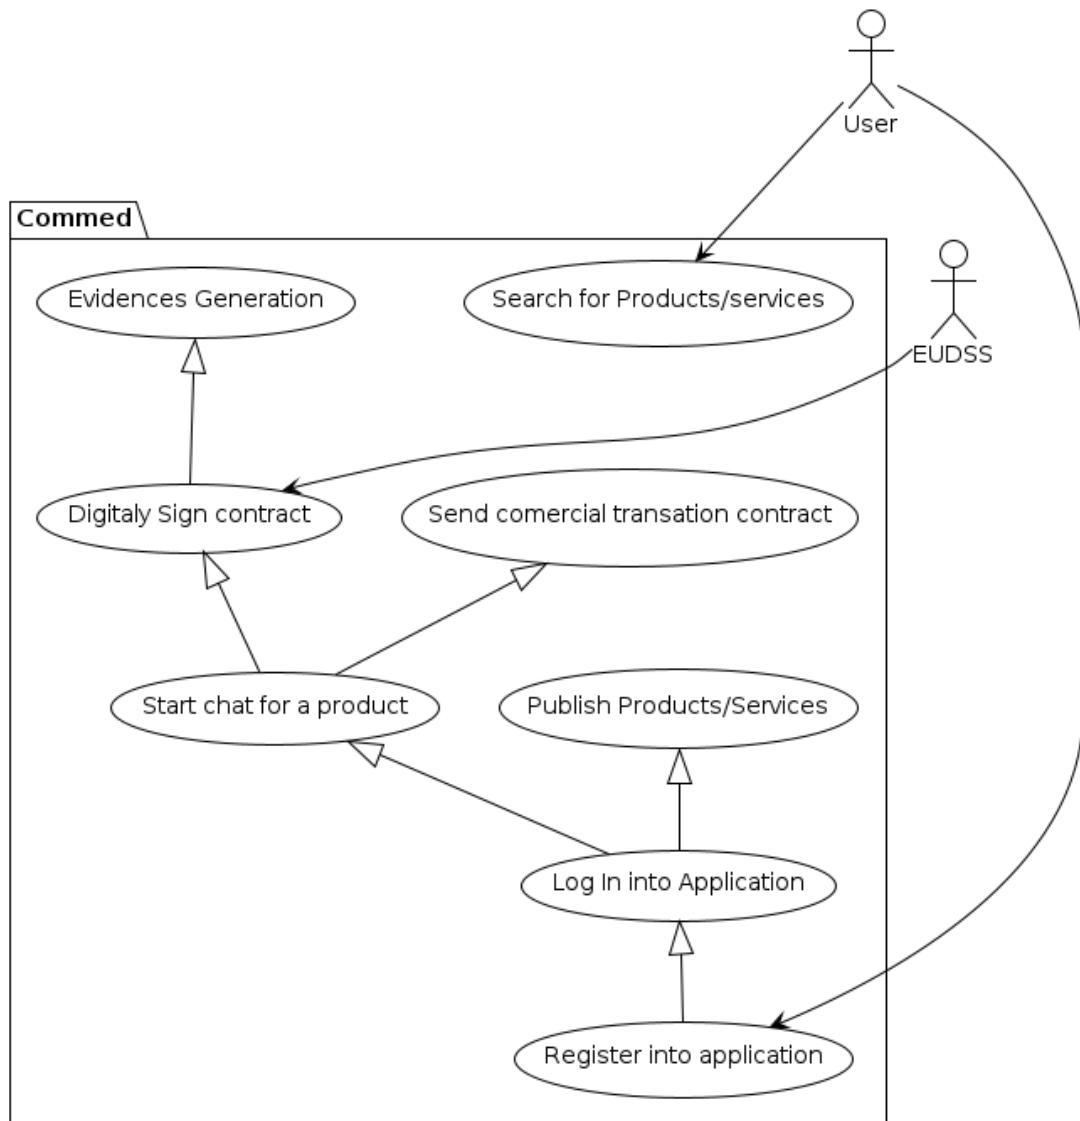 User
Commed
Evidences Generation
Search for Products/services
EUDSS
Digitaly Sign contract
Send comercial transation contract
Start chat for a product
Publish Products/Services
Log In into Application
Register into application